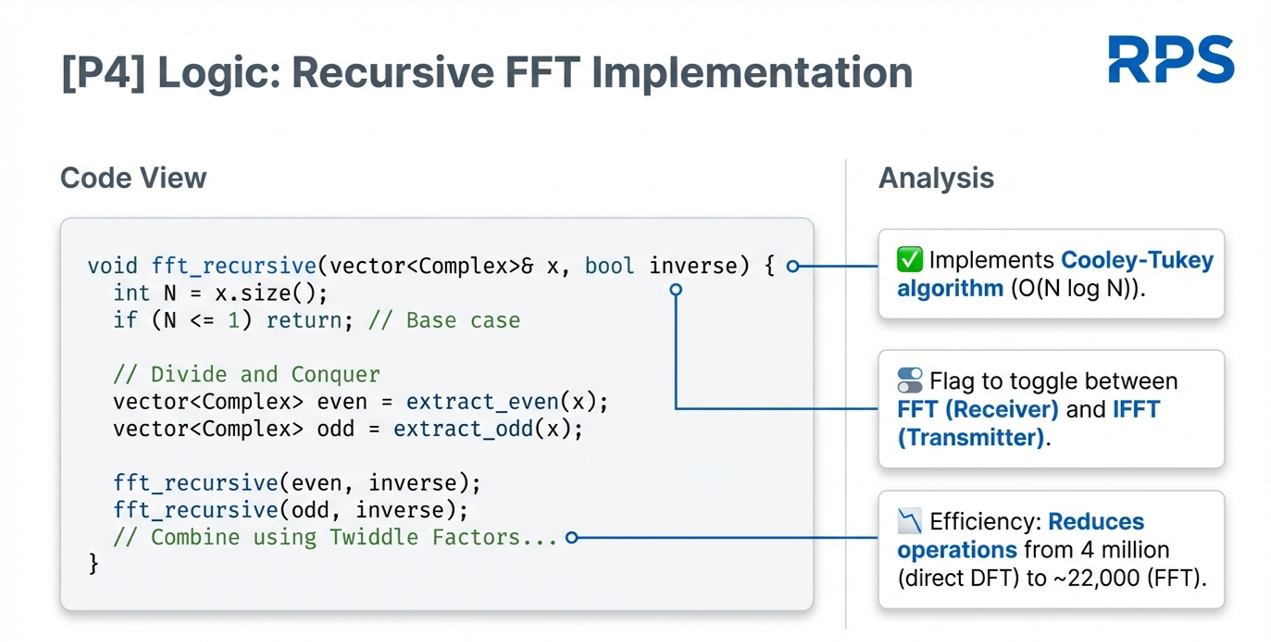 [P4] Logic: Recursive FFT Implementation
RPS
Code View
void fft_recursive(vector<Complex>& x, bool inverse) {
int N = x.size();
if (N <= 1) return; // Base case
// Divide and Conquer
vector<Complex> even = extract_even(x);
vector<Complex> odd = extract_odd(x);
fft_recursive(even, inverse);
fft_recursive(odd, inverse);
// Combine using Twiddle Factors...
}
Analysis
✅ Implements Cooley-Tukey
algorithm (O(N log N)).
Flag to toggle between
FFT (Receiver) and IFFT
(Transmitter).
Efficiency: Reduces
operations from 4 million
(direct DFT) to ~22,000 (FFT).